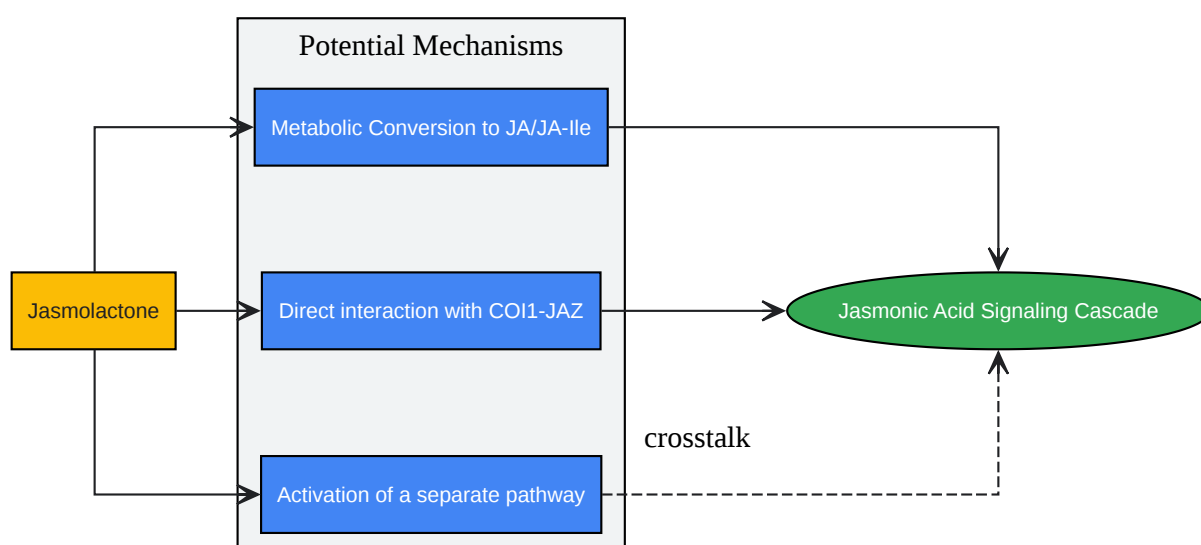 Potential Mechanisms
Metabolic Conversion to JA/JA-Ile
Jasmolactone
Direct interaction with COI1-JAZ
Jasmonic Acid Signaling Cascade
crosstalk
Activation of a separate pathway